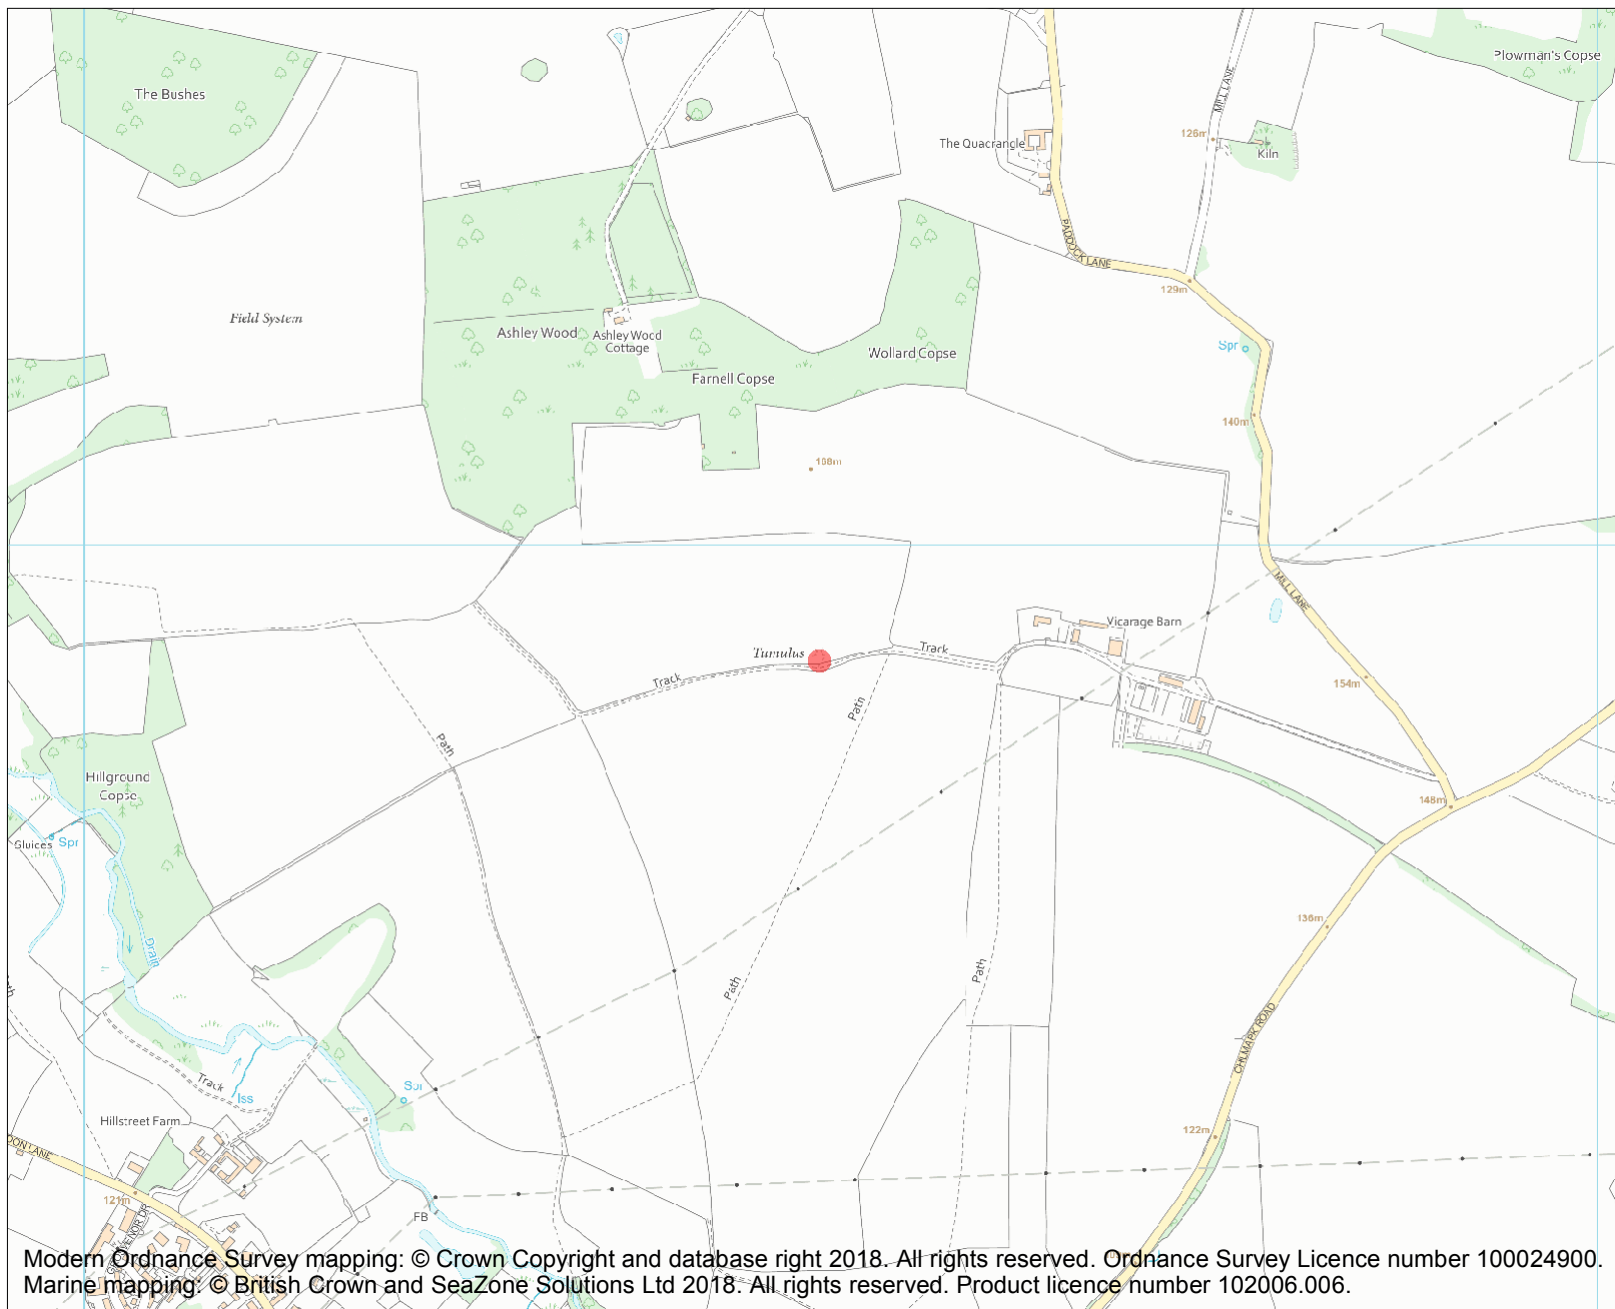 Plowman's Copse
The Bushes
MILL LANE
126m
The Quacrangle
Kiln
PADDOCK LANE
129m
Field System
Ashley Wood
Ashley Wood
Cottage
Spr
Wollard Copse
Farnell Copse
140m
188m
MILL LANE
Vicarage Barn
Tumulus
Track
Track
154m
Path
Path
Hillground
Copse
148m
Sluices
Spr
136m
Drain
Path
Path
CHILMARK ROAD
Track
Iss
Hillstreet Farm
122m
121m
FB
Modern Ordnance Survey mapping: © Crown Copyright and database right 2018. All rights reserved. Ordnance Survey Licence number 100024900.
Marine mapping: © British Crown and SeaZone Solutions Ltd 2018. All rights reserved. Product licence number 102006.006.